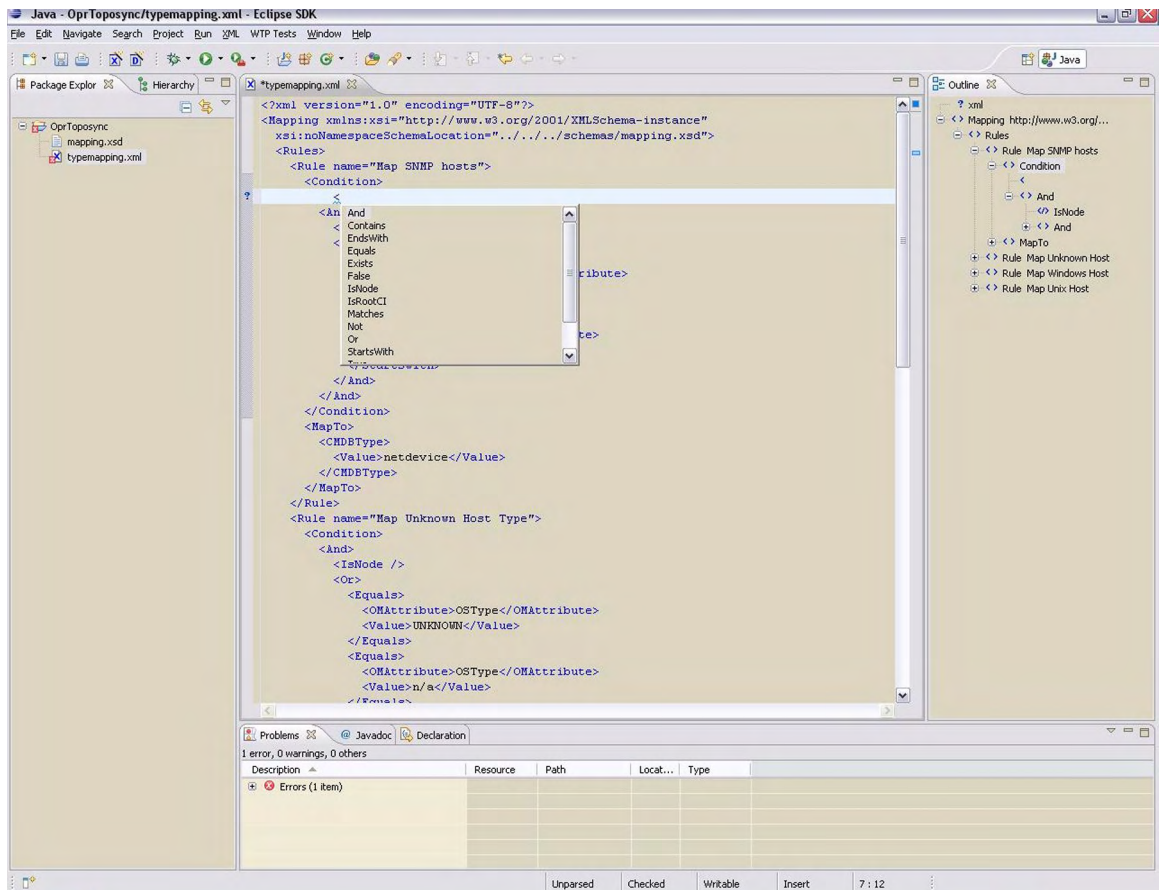 Java - OprToposync/typemapping.xml - Eclipse SDK
File Edit Navigate Search Project Run XML WTP Tests Window Help
Java
Package Explor
Hierarchy
OprToposync
mapping.xsd
typemapping.xml
*typemapping.xml
<?xml version="1.0" encoding="UTF-8"?>
<Mapping xmlns:xsi="http://www.w3.org/2001/XMLSchema-instance"
xsi:noNamespaceSchemaLocation="../../../schemas/mapping.xsd">
<Rules>
<Rule name="Map SNMP hosts">
<Condition>
<
<An
<
<
And
Contains
EndsWith
Equals
Exists
False
IsNode
IsRootCI
Matches
Not
Or
StartsWith
ribute>
te>
</StartsWith>
</And>
</And>
</Condition>
<MapTo>
<CMDBType>
<Value>netdevice</Value>
</CMDBType>
</MapTo>
</Rule>
<Rule name="Map Unknown Host Type">
<Condition>
<And>
<IsNode />
<Or>
<Equals>
<OMAttribute>OSType</OMAttribute>
<Value>UNKNOWN</Value>
</Equals>
<Equals>
<OMAttribute>OSType</OMAttribute>
<Value>n/a</Value>
</Equals>
Outline
? xml
Mapping http://www.w3.org/...
Rules
Rule Map SNMP hosts
Condition
<
And
IsNode
And
MapTo
Rule Map Unknown Host
Rule Map Windows Host
Rule Map Unix Host
Problems
@ Javadoc
Declaration
1 error, 0 warnings, 0 others
Description Resource Path Locat... Type
Errors (1 item)
Unparsed Checked Writable Insert 7 : 12